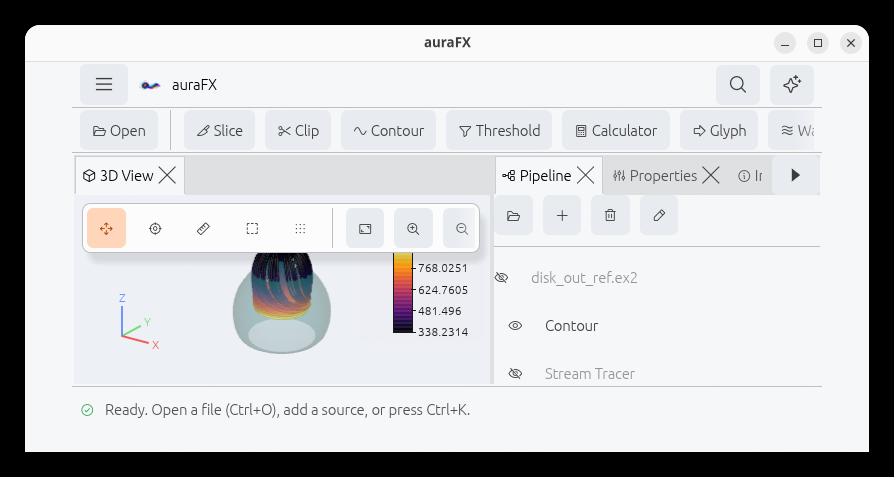 auraFX
auraFX
Open Slice Clip Contour Threshold Calculator Glyph
3D View Pipeline Properties
768.0251
624.7605
481.496
338.2314
Z
Y
X
disk_out_ref.ex2
Contour
Stream Tracer
Ready. Open a file (Ctrl+O), add a source, or press Ctrl+K.